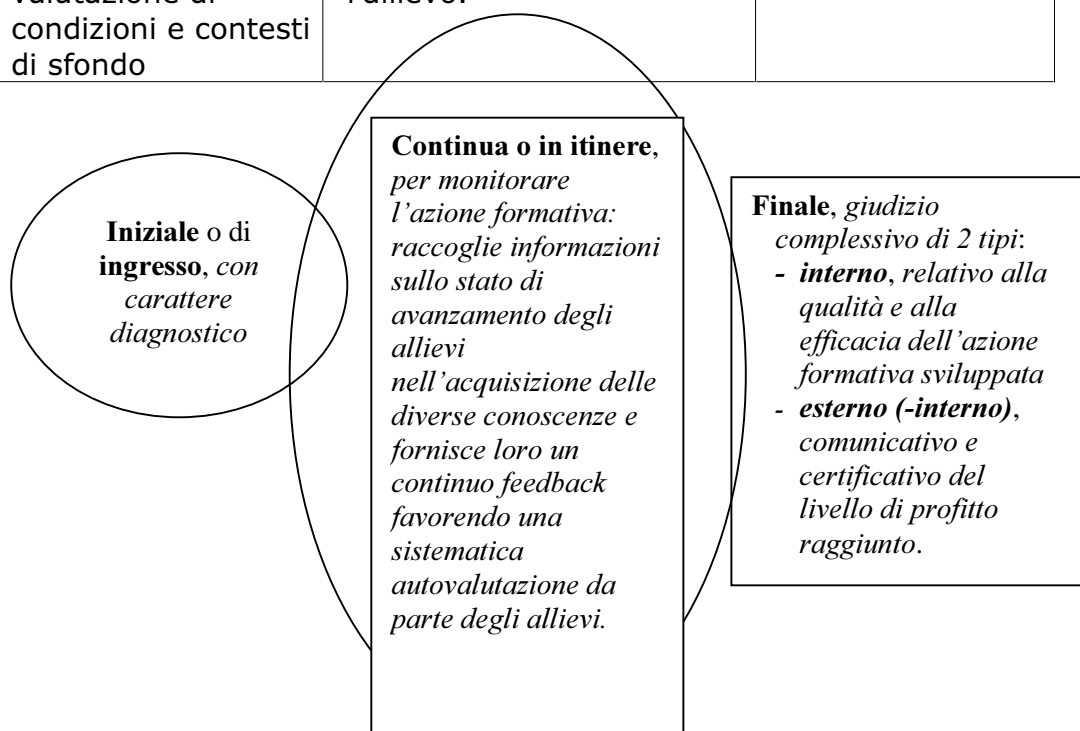 condizioni e contesti
di sfondo
Iniziale o di
ingresso, con
carattere
diagnostico
Continua o in itinere,
per monitorare
l’azione formativa:
raccoglie informazioni
sullo stato di
avanzamento degli
allievi
nell’acquisizione delle
diverse conoscenze e
fornisce loro un
continuo feedback
favorendo una
sistematica
autovalutazione da
parte degli allievi.
Finale, giudizio
complessivo di 2 tipi:
- interno, relativo alla
qualità e alla
efficacia dell’azione
formativa sviluppata
- esterno (-interno),
comunicativo e
certificativo del
livello di profitto
raggiunto.